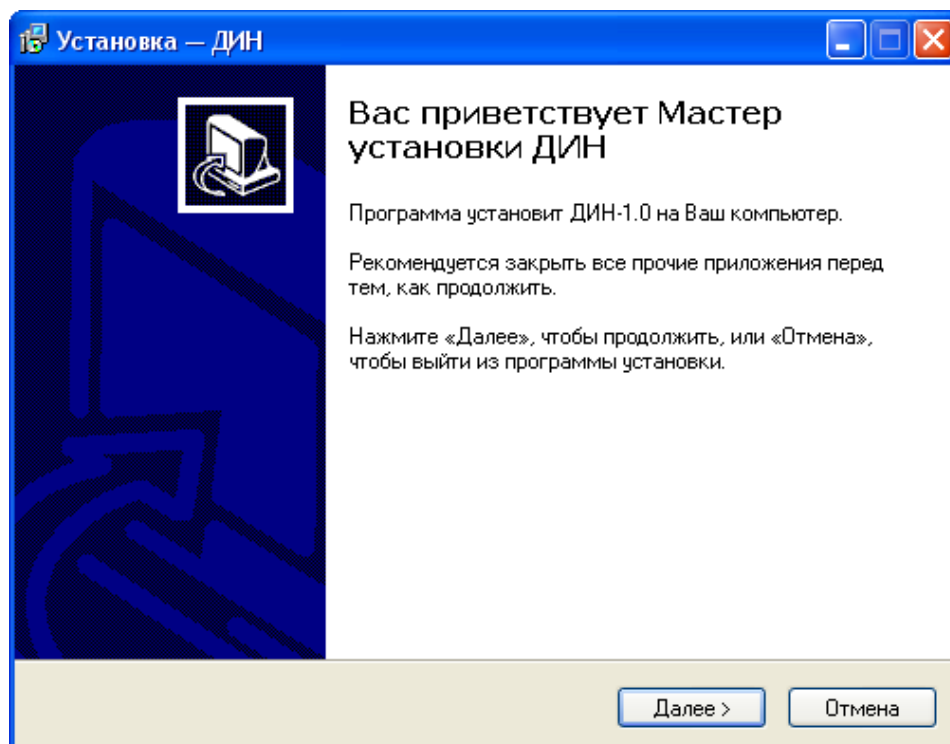 Установка — ДИН
Вас приветствует Мастер
установки ДИН
Программа установит ДИН-1.0 на Ваш компьютер.
Рекомендуется закрыть все прочие приложения перед
тем, как продолжить.
Нажмите «Далее», чтобы продолжить, или «Отмена»,
чтобы выйти из программы установки.
Далее >
Отмена